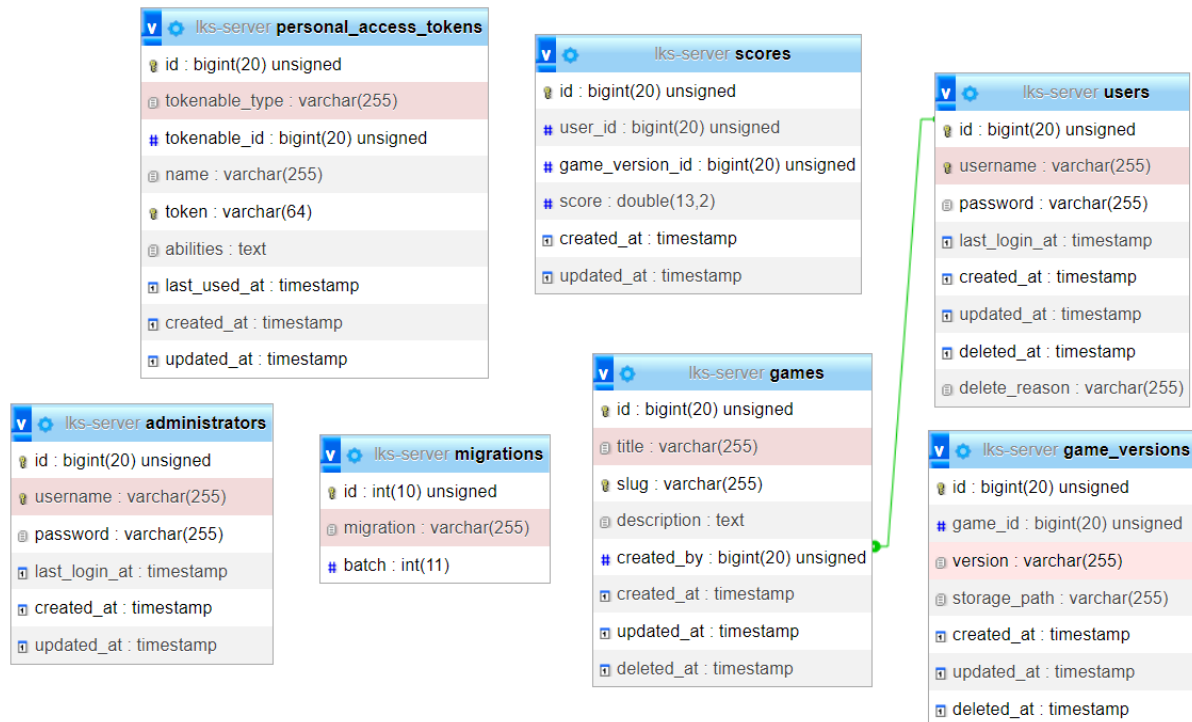 lks-server personal_access_tokens
id : bigint(20) unsigned
tokenable_type : varchar(255)
tokenable_id : bigint(20) unsigned
name : varchar(255)
token : varchar(64)
abilities : text
last_used_at : timestamp
created_at : timestamp
updated_at : timestamp
lks-server scores
id : bigint(20) unsigned
user_id : bigint(20) unsigned
game_version_id : bigint(20) unsigned
score : double(13,2)
created_at : timestamp
updated_at : timestamp
lks-server users
id : bigint(20) unsigned
username : varchar(255)
password : varchar(255)
last_login_at : timestamp
created_at : timestamp
updated_at : timestamp
deleted_at : timestamp
delete_reason : varchar(255)
lks-server administrators
id : bigint(20) unsigned
username : varchar(255)
password : varchar(255)
last_login_at : timestamp
created_at : timestamp
updated_at : timestamp
lks-server migrations
id : int(10) unsigned
migration : varchar(255)
batch : int(11)
lks-server games
id : bigint(20) unsigned
title : varchar(255)
slug : varchar(255)
description : text
created_by : bigint(20) unsigned
created_at : timestamp
updated_at : timestamp
deleted_at : timestamp
lks-server game_versions
id : bigint(20) unsigned
game_id : bigint(20) unsigned
version : varchar(255)
storage_path : varchar(255)
created_at : timestamp
updated_at : timestamp
deleted_at : timestamp